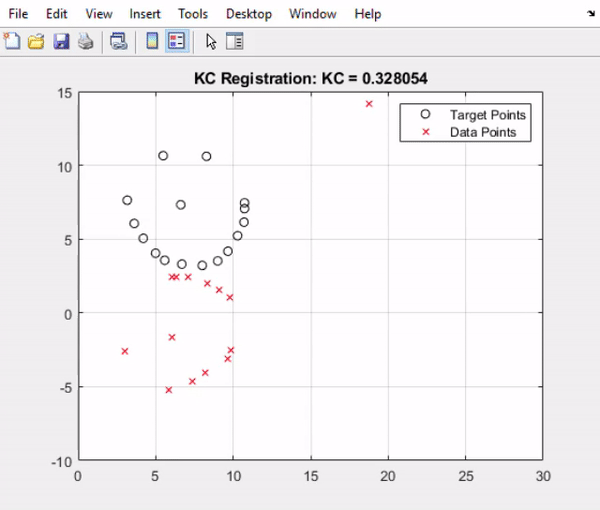 File Edit View Insert Tools Desktop Window Help
KC Registration: KC = 0.328054
Target Points
Data Points
15
10
5
0
-5
-10
0 5 10 15 20 25 30